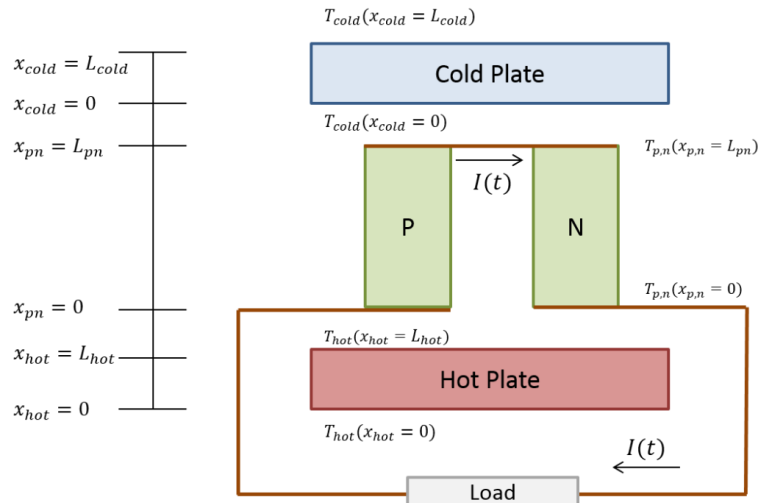 T_cold(x_cold = L_cold)
x_cold = L_cold
Cold Plate
x_cold = 0
T_cold(x_cold = 0)
x_pn = L_pn
T_p,n(x_p,n = L_pn)
I(t)
P
N
T_p,n(x_p,n = 0)
x_pn = 0
T_hot(x_hot = L_hot)
x_hot = L_hot
Hot Plate
x_hot = 0
T_hot(x_hot = 0)
I(t)
Load